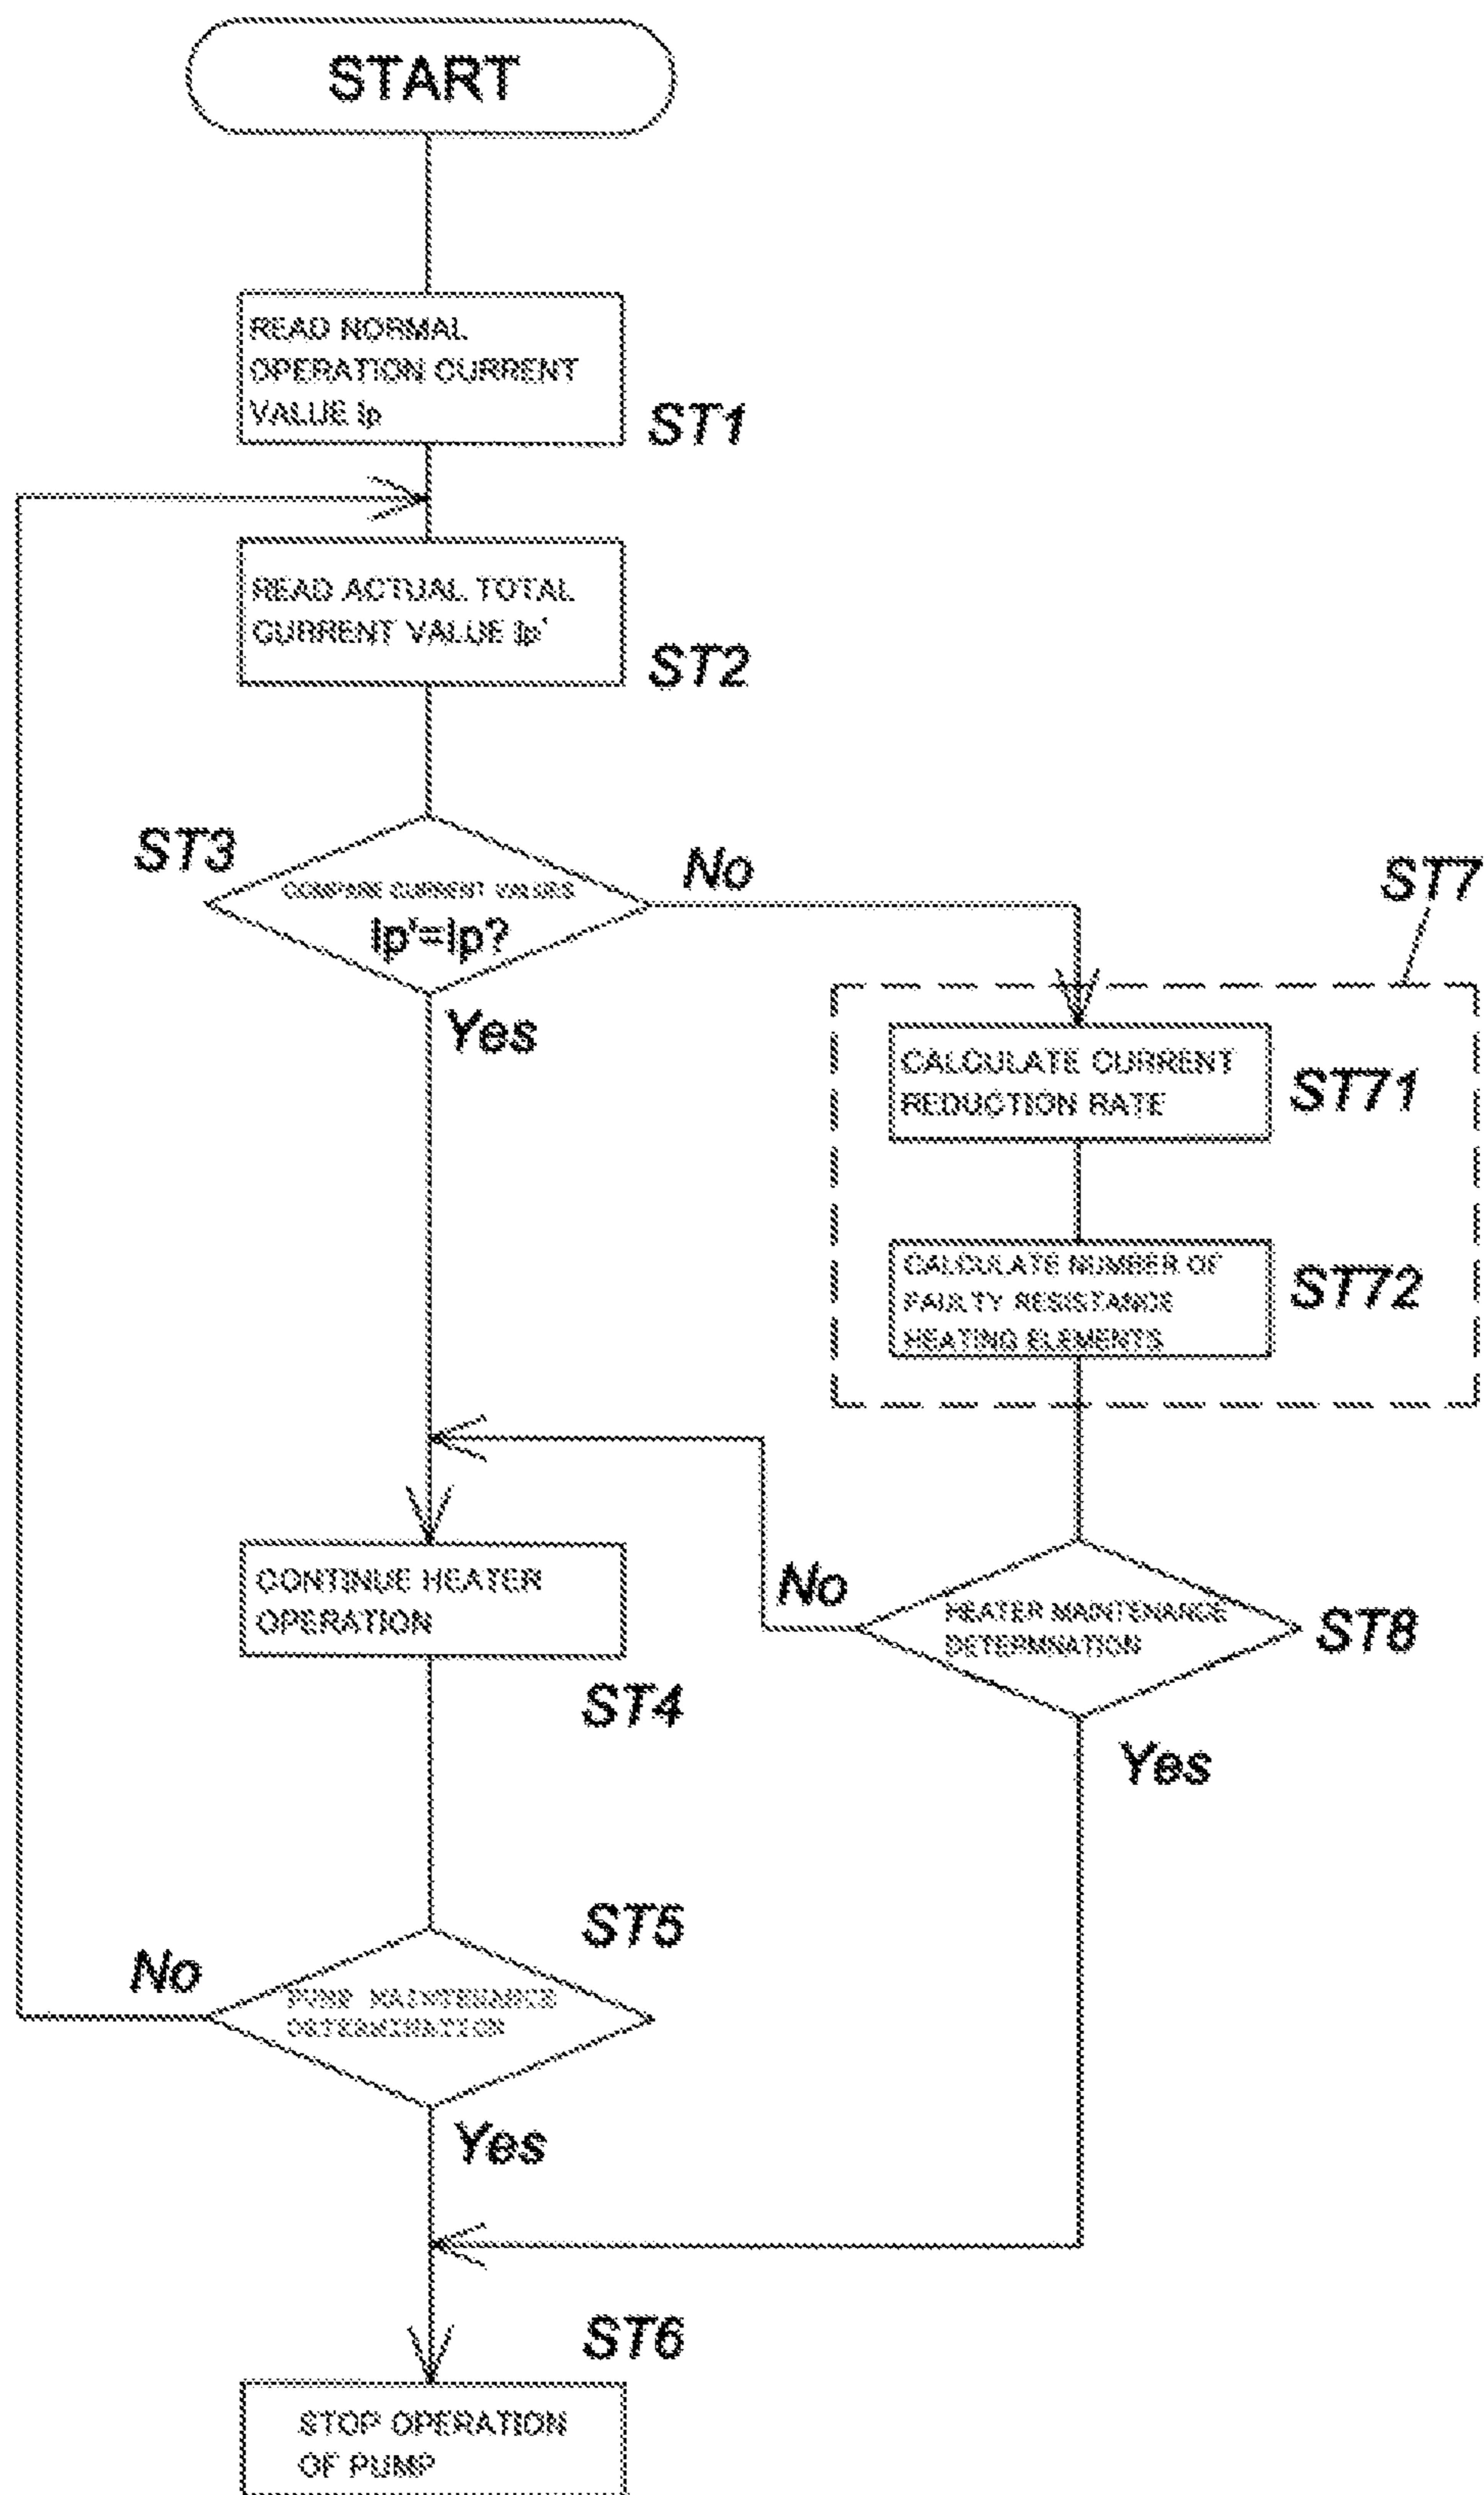 START
READ NORMAL
OPERATION CURRENT
VALUE Ip
ST1
READ ACTUAL TOTAL
CURRENT VALUE Ip'
ST2
ST3
COMPARE CURRENT VALUES
Ip'=Ip?
No
Yes
ST7
CALCULATE CURRENT
REDUCTION RATE
ST71
CALCULATE NUMBER OF
FAULTY RESISTANCE
HEATING ELEMENTS
ST72
CONTINUE HEATER
OPERATION
ST4
No
HEATER MAINTENANCE
DETERMNATION
ST8
Yes
ST5
No
PUMP MAINTENANCE
DETERMINATION
Yes
ST6
STOP OPERATION
OF PUMP